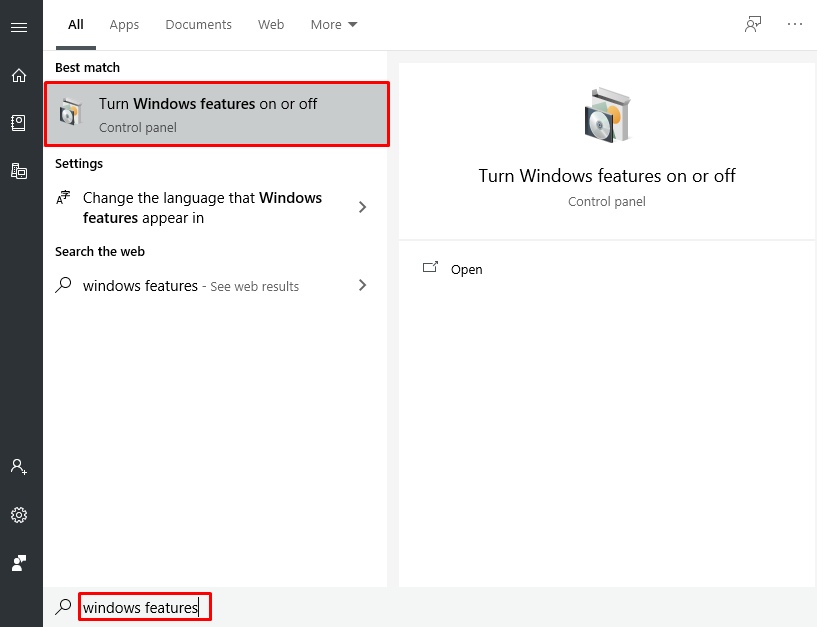 All Apps Documents Web More
Best match
Turn Windows features on or off
Control panel
Settings
Change the language that Windows
features appear in
Search the web
windows features - See web results
windows features
Turn Windows features on or off
Control panel
Open